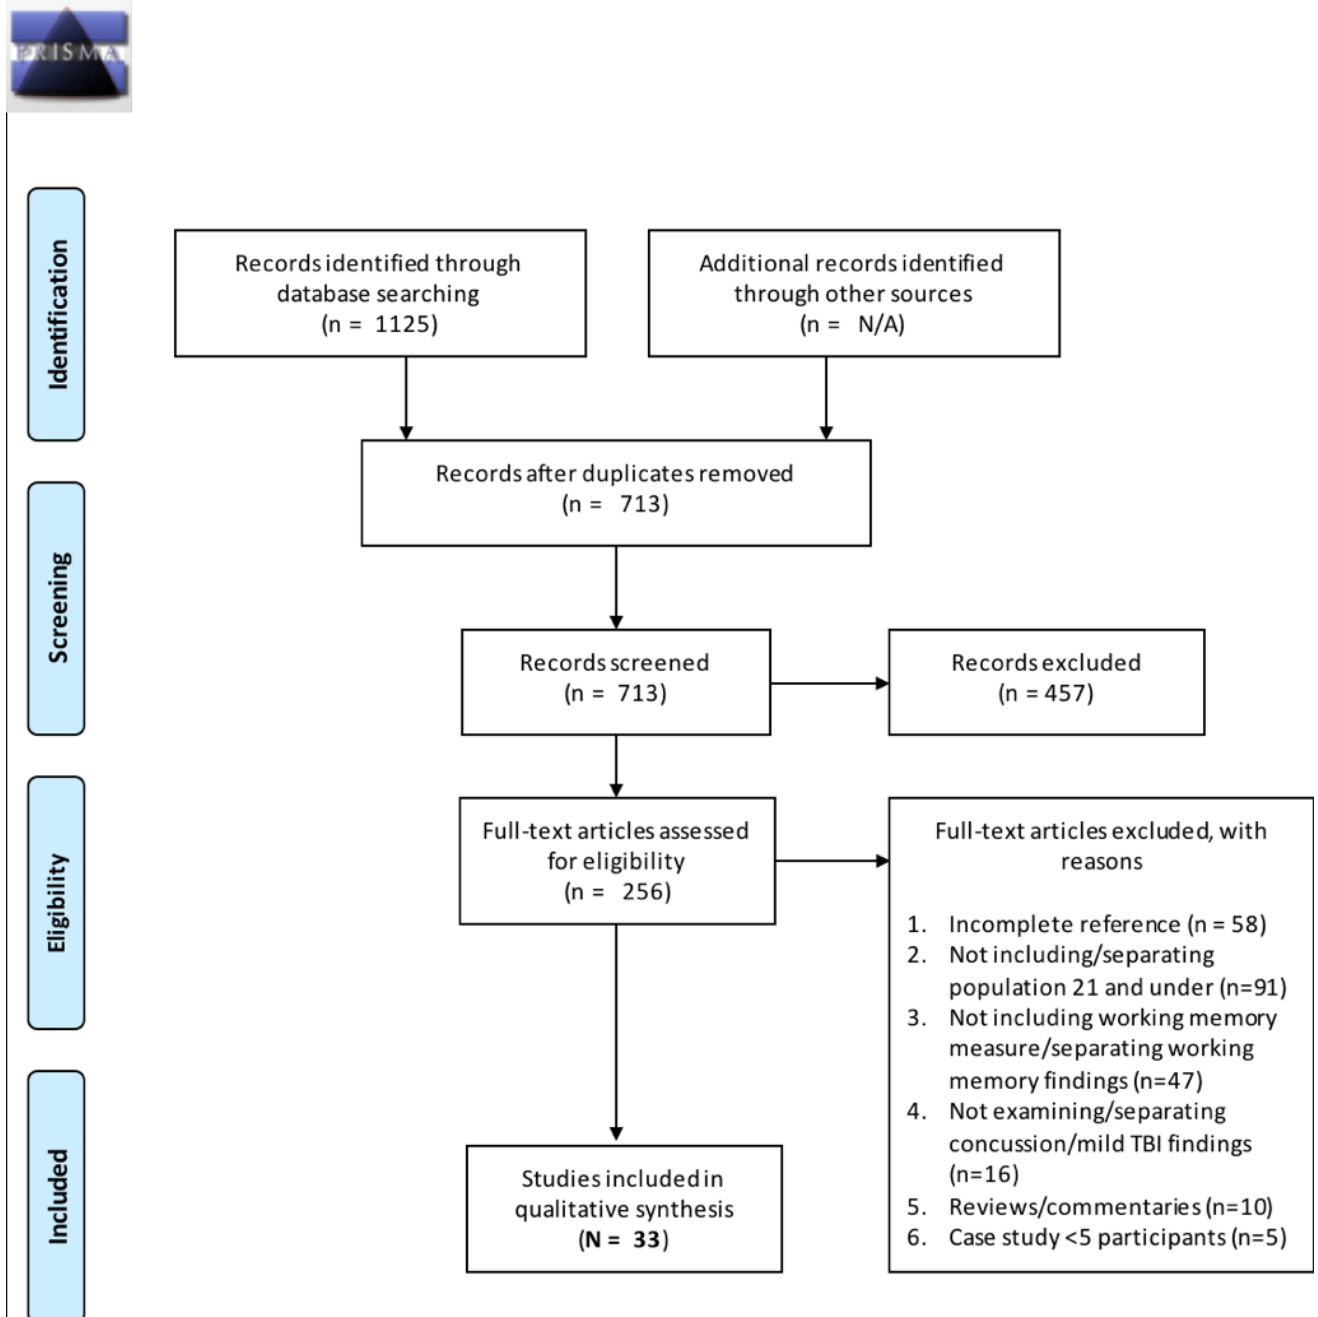 PRISMA
Identification
Records identified through
database searching
(n = 1125)
Additional records identified
through other sources
(n = N/A)
Records after duplicates removed
(n = 713)
Screening
Records screened
(n = 713)
Records excluded
(n = 457)
Eligibility
Full-text articles assessed
for eligibility
(n = 256)
Full-text articles excluded, with
reasons
1. Incomplete reference (n = 58)
2. Not including/separating
population 21 and under (n=91)
3. Not including working memory
measure/separating working
memory findings (n=47)
4. Not examining/separating
concussion/mild TBI findings
(n=16)
5. Reviews/commentaries (n=10)
6. Case study <5 participants (n=5)
Included
Studies included in
qualitative synthesis
(N = 33)